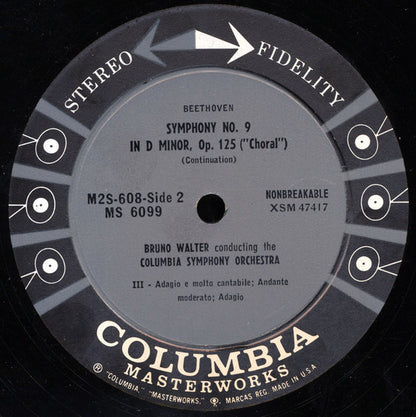 STEREO FIDELITY
BEETHOVEN
SYMPHONY NO. 9
IN D MINOR, Op. 125 ("Choral")
(Continuation)
M2S-608-Side 2
MS 6099
NONBREAKABLE
XSM 47417
BRUNO WALTER conducting the
COLUMBIA SYMPHONY ORCHESTRA
III - Adagio e molto cantabile; Andante
moderato; Adagio
COLUMBIA
MASTERWORKS
® "COLUMBIA," "MASTERWORKS," ® MARCAS REG. MADE IN U.S.A